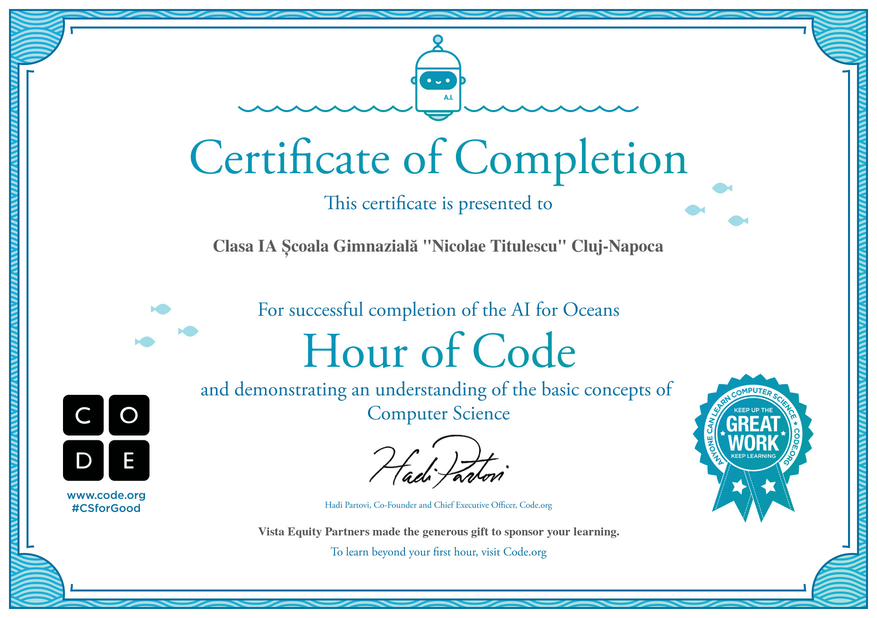 A.I.
Certificate of Completion
This certificate is presented to
Clasa IA Școala Gimnazială "Nicolae Titulescu" Cluj-Napoca
For successful completion of the AI for Oceans
Hour of Code
and demonstrating an understanding of the basic concepts of
Computer Science
C O
D E
www.code.org
#CSforGood
ANYONE CAN LEARN COMPUTER SCIENCE • CODE.ORG
KEEP UP THE
GREAT
WORK
KEEP LEARNING
Hadi Partovi
Hadi Partovi, Co-Founder and Chief Executive Officer, Code.org
Vista Equity Partners made the generous gift to sponsor your learning.
To learn beyond your first hour, visit Code.org